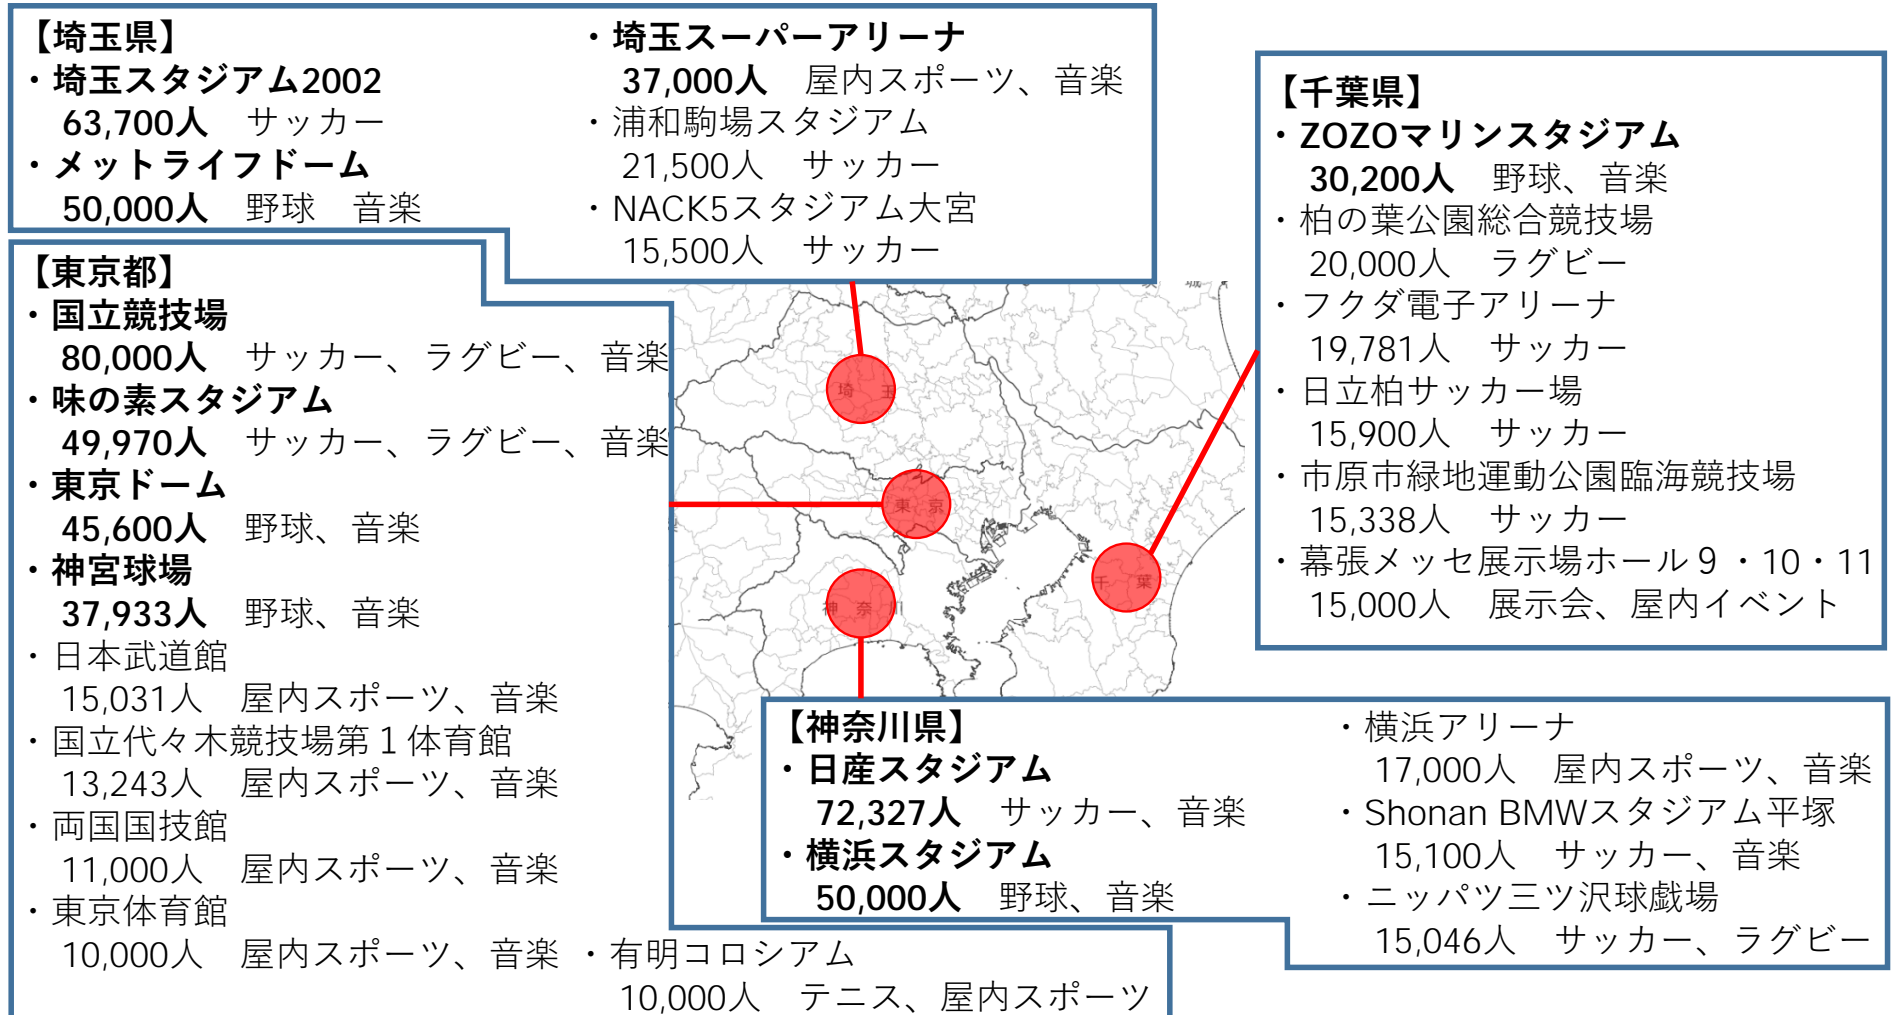 【埼玉県】
・埼玉スタジアム2002
63,700人　サッカー
・メットライフドーム
50,000人　野球　音楽
・埼玉スーパーアリーナ
37,000人　屋内スポーツ、音楽
・浦和駒場スタジアム
21,500人　サッカー
・NACK5スタジアム大宮
15,500人　サッカー
【千葉県】
・ZOZOマリンスタジアム
30,200人　野球、音楽
・柏の葉公園総合競技場
20,000人　ラグビー
・フクダ電子アリーナ
19,781人　サッカー
・日立柏サッカー場
15,900人　サッカー
・市原市緑地運動公園臨海競技場
15,338人　サッカー
・幕張メッセ展示場ホール９・10・11
15,000人　展示会、屋内イベント
【東京都】
・国立競技場
80,000人　サッカー、ラグビー、音楽
・味の素スタジアム
49,970人　サッカー、ラグビー、音楽
・東京ドーム
45,600人　野球、音楽
・神宮球場
37,933人　野球、音楽
・日本武道館
15,031人　屋内スポーツ、音楽
・国立代々木競技場第１体育館
13,243人　屋内スポーツ、音楽
・両国国技館
11,000人　屋内スポーツ、音楽
・東京体育館
10,000人　屋内スポーツ、音楽
・有明コロシアム
10,000人　テニス、屋内スポーツ
埼　玉
東　京
千　葉
神　奈　川
【神奈川県】
・日産スタジアム
72,327人　サッカー、音楽
・横浜スタジアム
50,000人　野球、音楽
・横浜アリーナ
17,000人　屋内スポーツ、音楽
・Shonan BMWスタジアム平塚
15,100人　サッカー、音楽
・ニッパツ三ツ沢球戯場
15,046人　サッカー、ラグビー